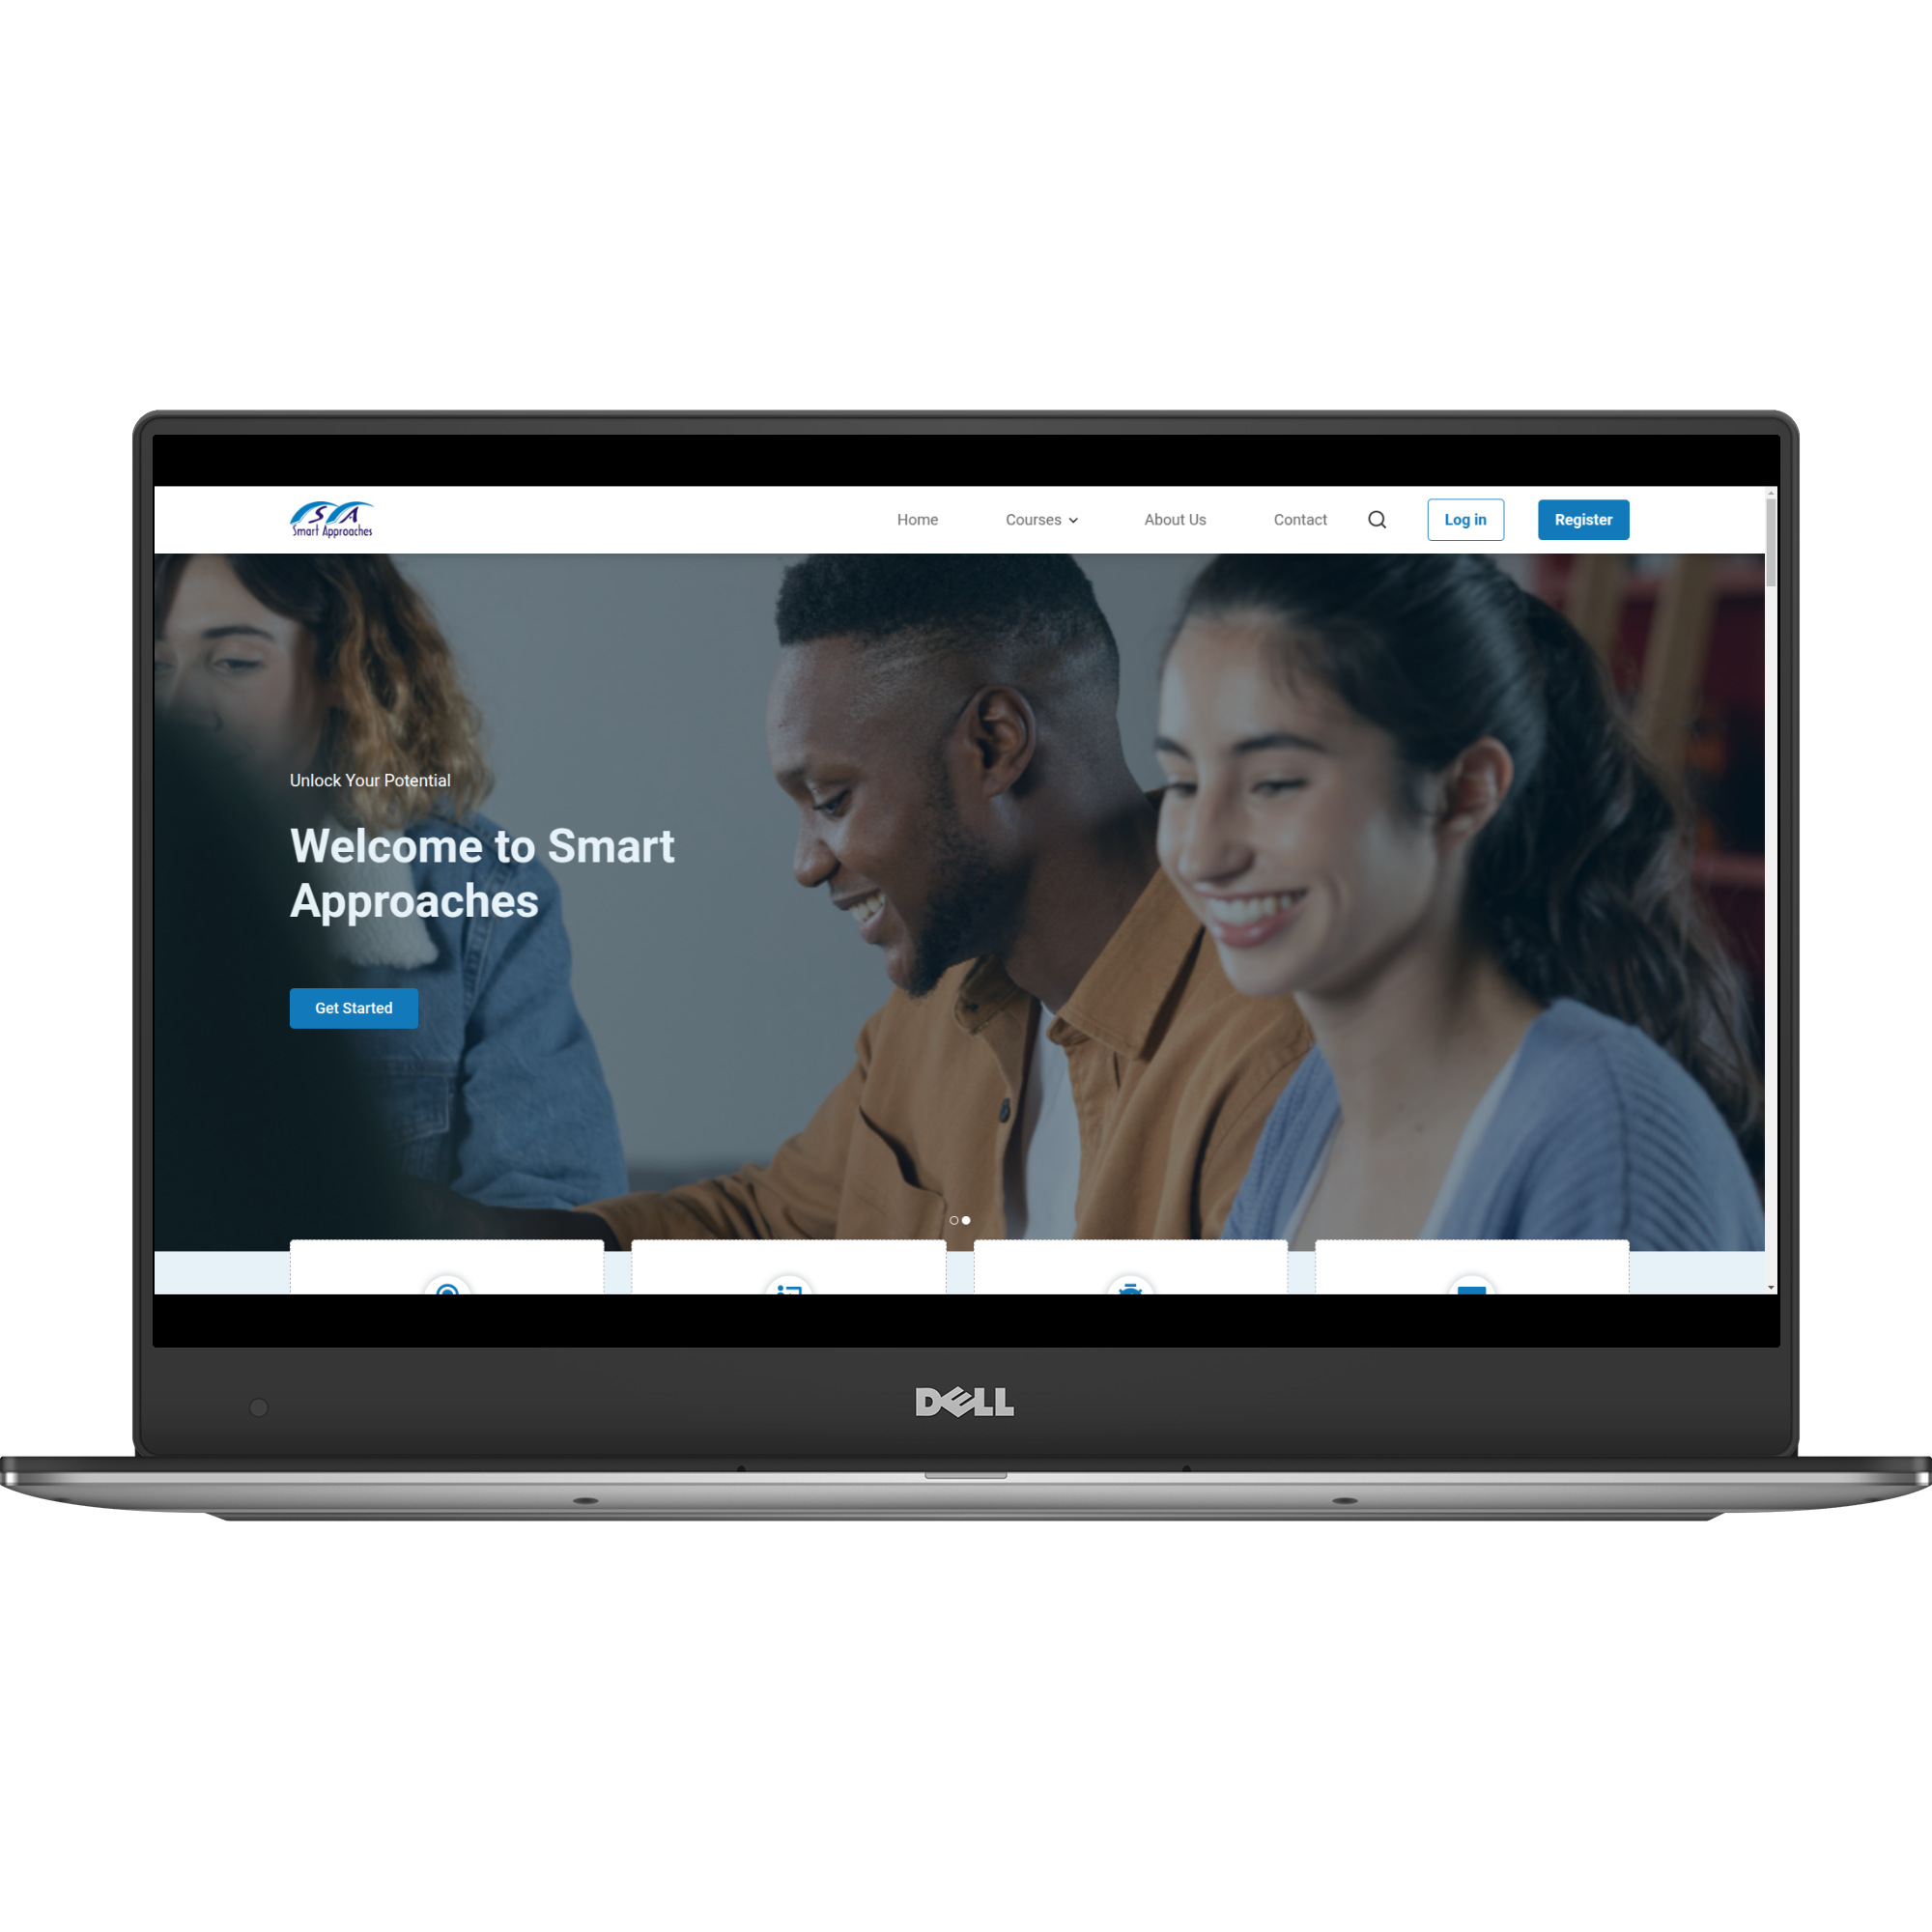 S A
Smart Approaches
Home
Courses
About Us
Contact
Log in
Register
Unlock Your Potential
Welcome to Smart
Approaches
Get Started
DELL